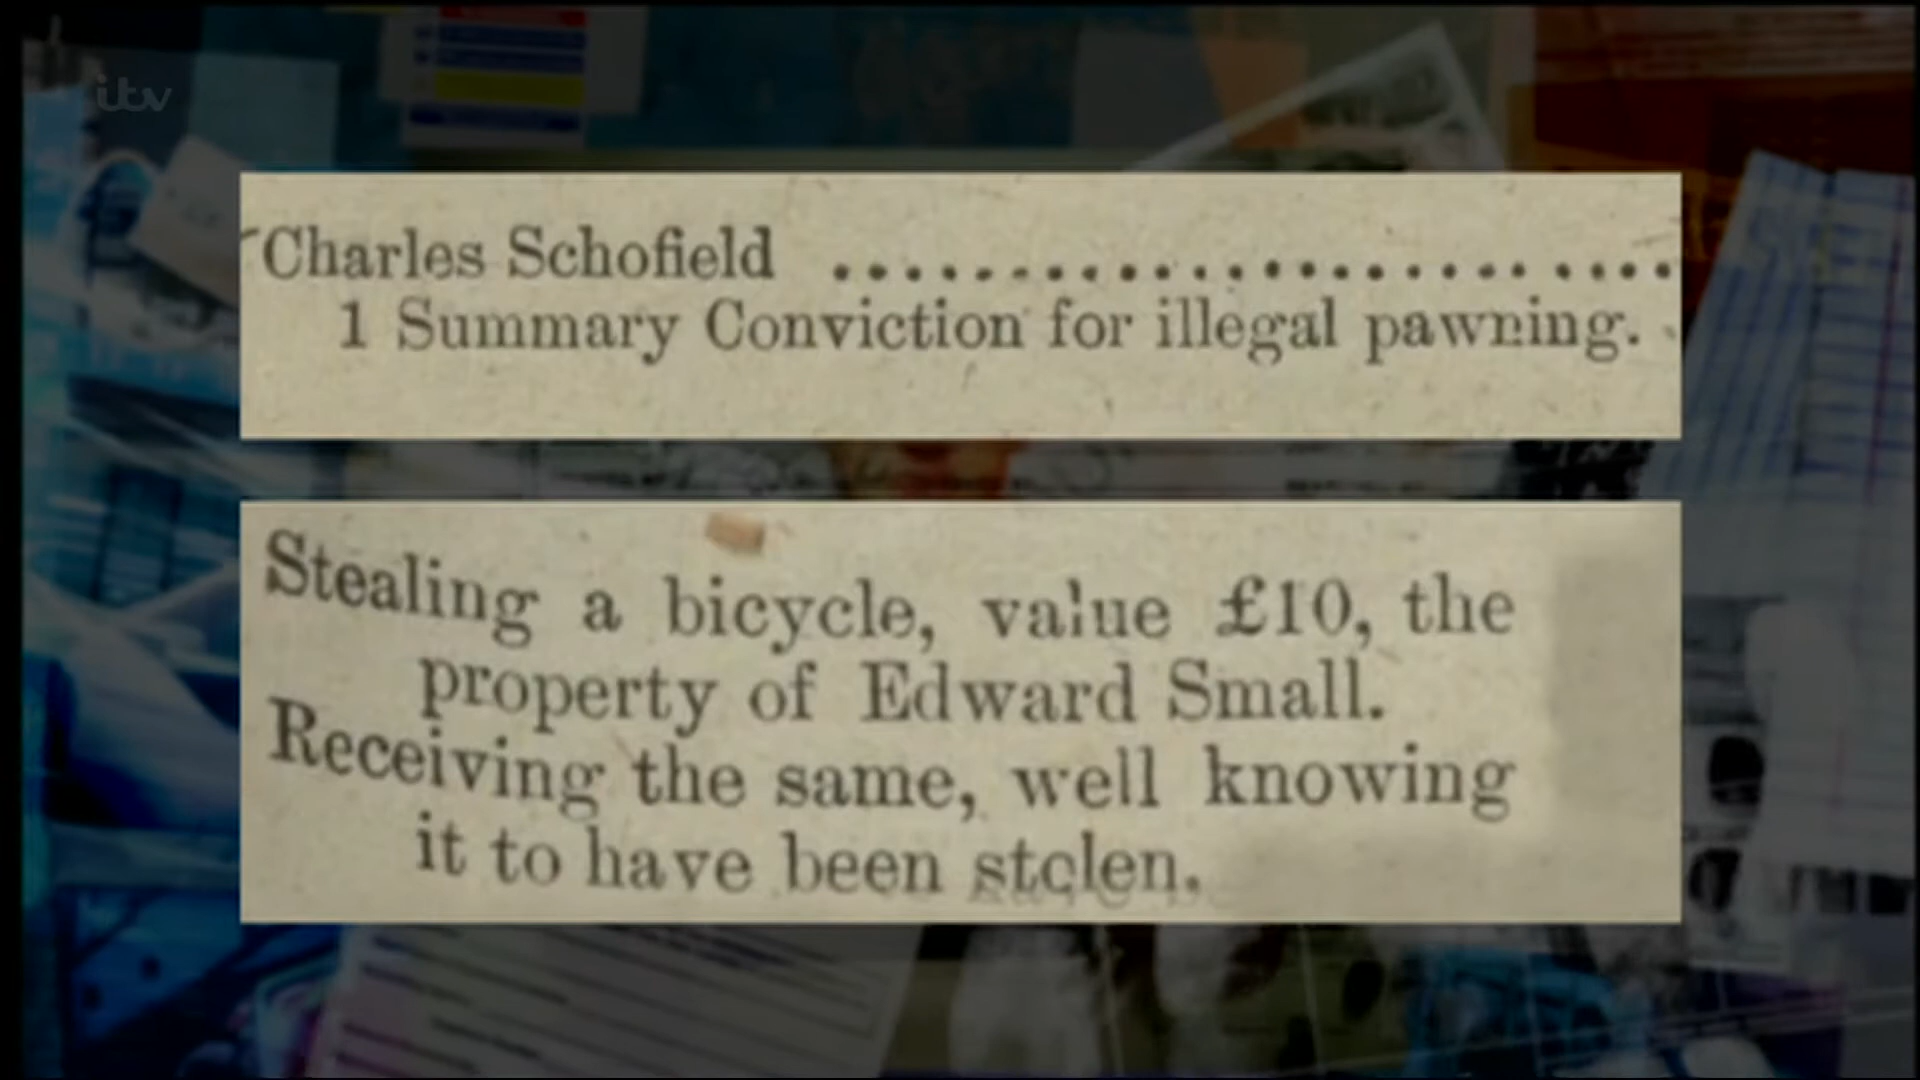 itv
Charles Schofield ........................
1 Summary Conviction for illegal pawning.
Stealing a bicycle, value £10, the
property of Edward Small.
Receiving the same, well knowing
it to have been stolen.